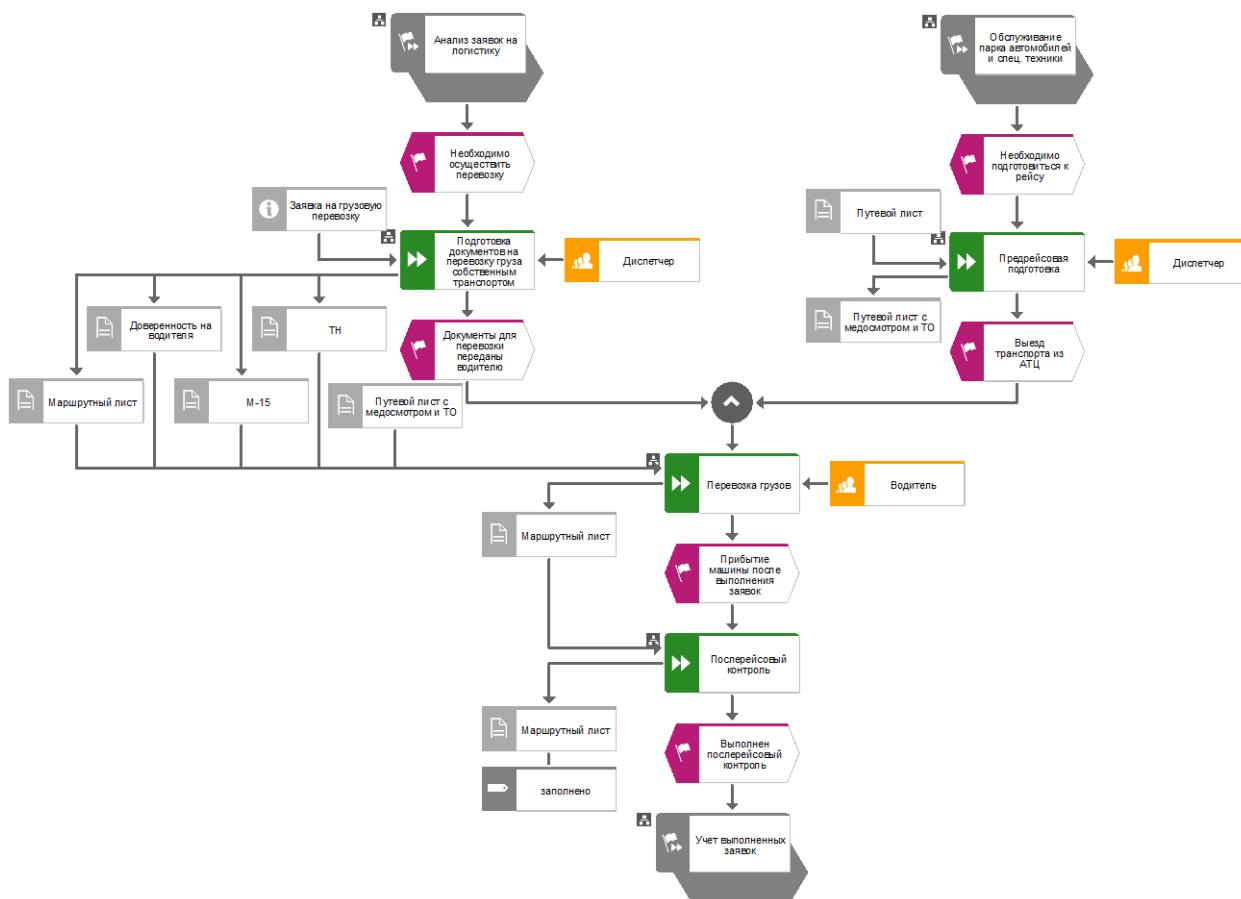 Анализ заявок на
логистику
Обслуживание
парка автомобилей
и спец. техники
Необходимо
осуществить
перевозку
Необходимо
подготовиться к
рейсу
Заявка на грузовую
перевозку
Путевой лист
Подготовка
документов на
перевозку груза
собственным
транспортом
Диспетчер
Предрейсовая
подготовка
Диспетчер
Доверенность на
водителя
ТН
Документы для
перевозки
переданы
водителю
Путевой лист с
медосмотром и ТО
Выезд
транспорта из
АТЦ
Маршрутный лист
М-15
Путевой лист с
медосмотром и ТО
Перевозка грузов
Водитель
Маршрутный лист
Прибытие
машины после
выполнения
заявок
Послерейсовый
контроль
Маршрутный лист
Выполнен
послерейсовый
контроль
заполнено
Учет выполненных
заявок